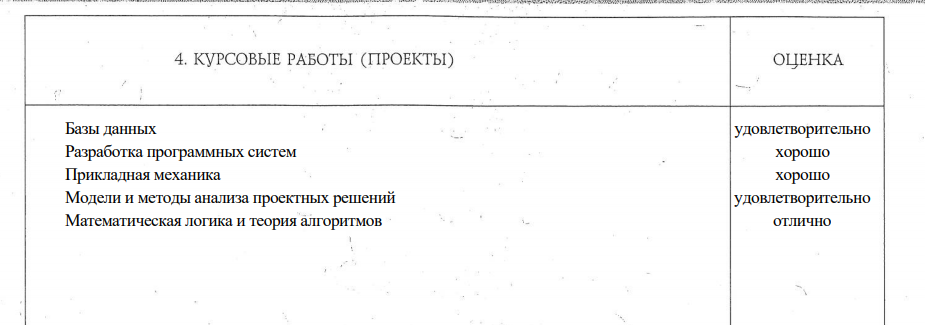 4. КУРСОВЫЕ РАБОТЫ (ПРОЕКТЫ) ОЦЕНКА
Базы данных удовлетворительно
Разработка программных систем хорошо
Прикладная механика хорошо
Модели и методы анализа проектных решений удовлетворительно
Математическая логика и теория алгоритмов отлично